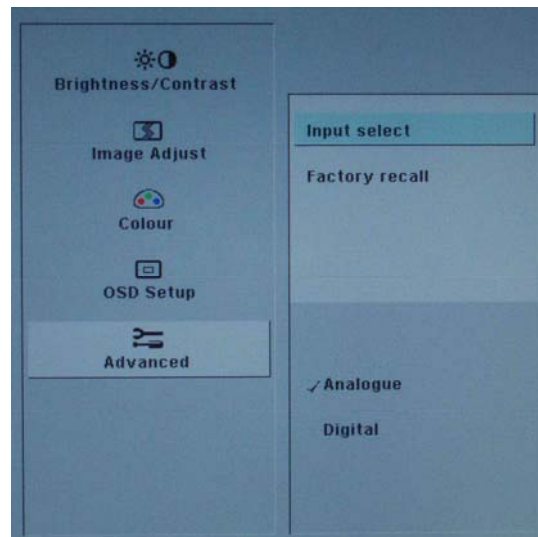 Brightness/Contrast
Image Adjust
Colour
OSD Setup
Advanced
Input select
Factory recall
Analogue
Digital